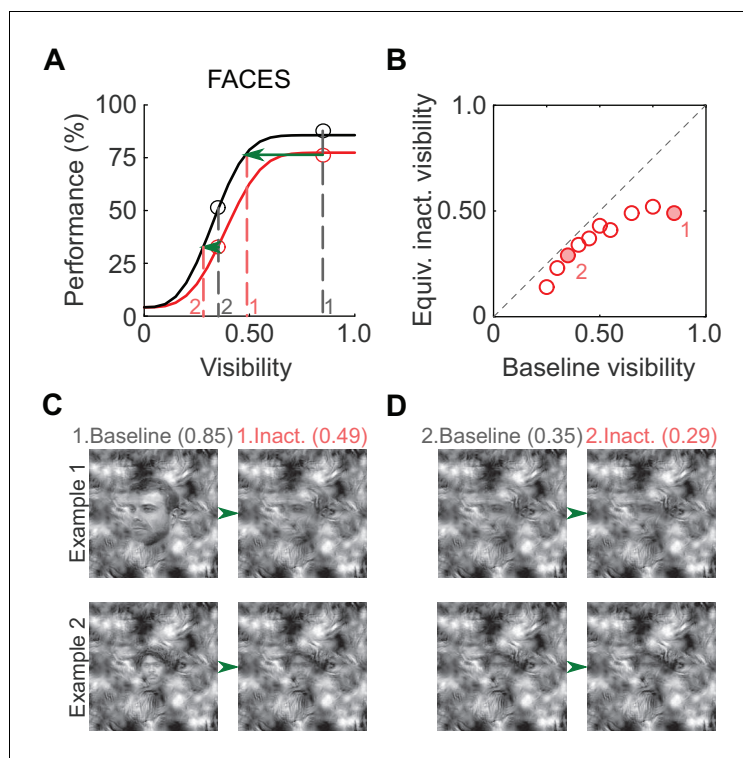 A
FACES
Performance (%)
100
75
50
25
0
2
2
1
1
0
0.50
1.0
Visibility
B
Equiv. inact. visibility
1.0
0.50
0
1
2
0
0.50
1.0
Baseline visibility
C
1.Baseline (0.85) 1.Inact. (0.49)
Example 1
Example 2
D
2.Baseline (0.35) 2.Inact. (0.29)